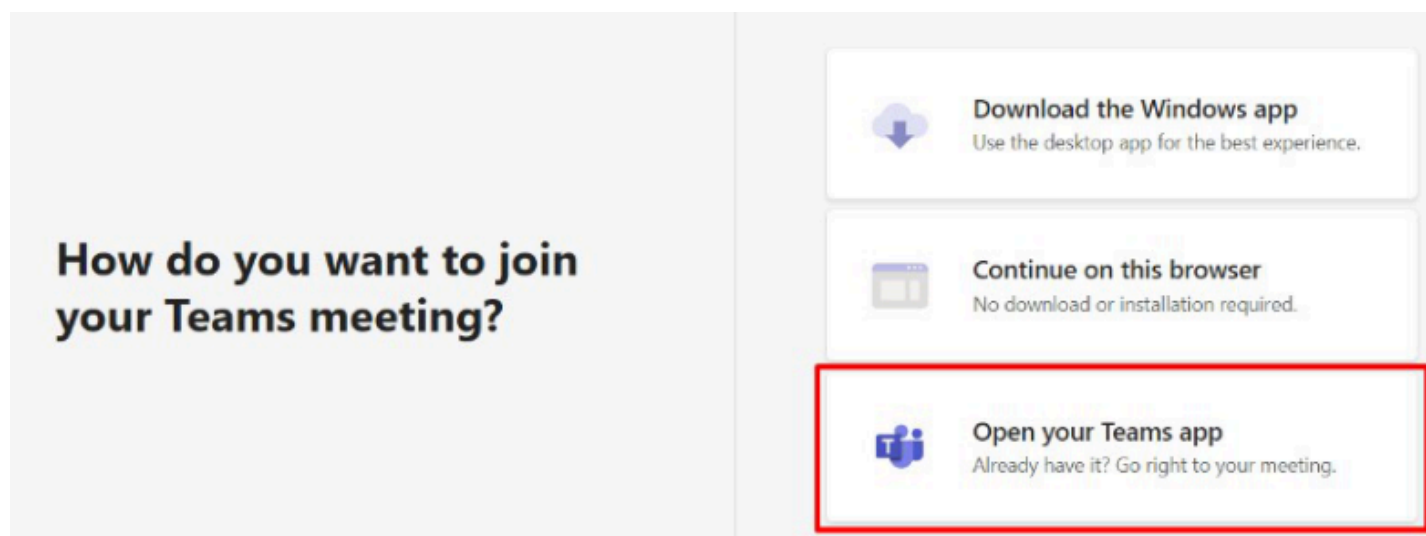 How do you want to join
your Teams meeting?
Download the Windows app
Use the desktop app for the best experience.
Continue on this browser
No download or installation required.
Open your Teams app
Already have it? Go right to your meeting.